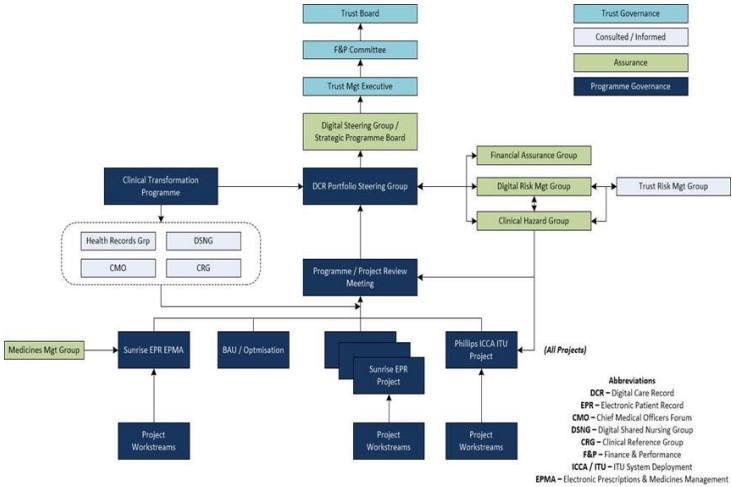 Trust Board
F&P Committee
Trust Mgt Executive
Digital Steering Group /
Strategic Programme Board
Trust Governance
Consulted / Informed
Assurance
Programme Governance
Clinical Transformation
Programme
DCR Portfolio Steering Group
Financial Assurance Group
Digital Risk Mgt Group
Trust Risk Mgt Group
Clinical Hazard Group
Health Records Grp
DSNG
CMO
CRG
Programme / Project Review
Meeting
Medicines Mgt Group
Sunrise EPR EPMA
BAU / Optmisation
Sunrise EPR
Project
Phillips ICCA ITU
Project
(All Projects)
Project
Workstreams
Project
Workstreams
Project
Workstreams
Abbreviations
DCR – Digital Care Record
EPR – Electronic Patient Record
CMO – Chief Medical Officers Forum
DSNG – Digital Shared Nursing Group
CRG – Clinical Reference Group
F&P – Finance & Performance
ICCA / ITU – ITU System Deployment
EPMA – Electronic Prescriptions & Medicines Management